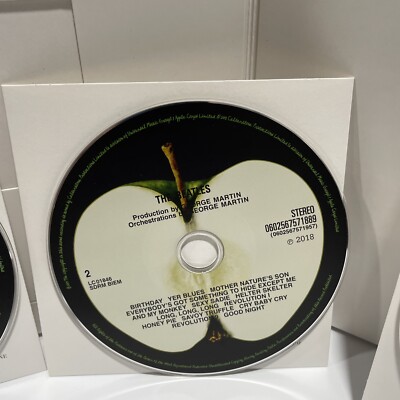 THE BEATLES
Production by GEORGE MARTIN
Orchestrations by GEORGE MARTIN
STEREO
0602567571889
(0602567571957)
℗ 2018
2
LC01846
SDRM BIEM
BIRTHDAY YER BLUES MOTHER NATURE'S SON
EVERYBODY'S GOT SOMETHING TO HIDE EXCEPT ME
AND MY MONKEY SEXY SADIE HELTER SKELTER
LONG, LONG, LONG REVOLUTION 1
HONEY PIE SAVOY TRUFFLE CRY BABY CRY
REVOLUTION 9 GOOD NIGHT